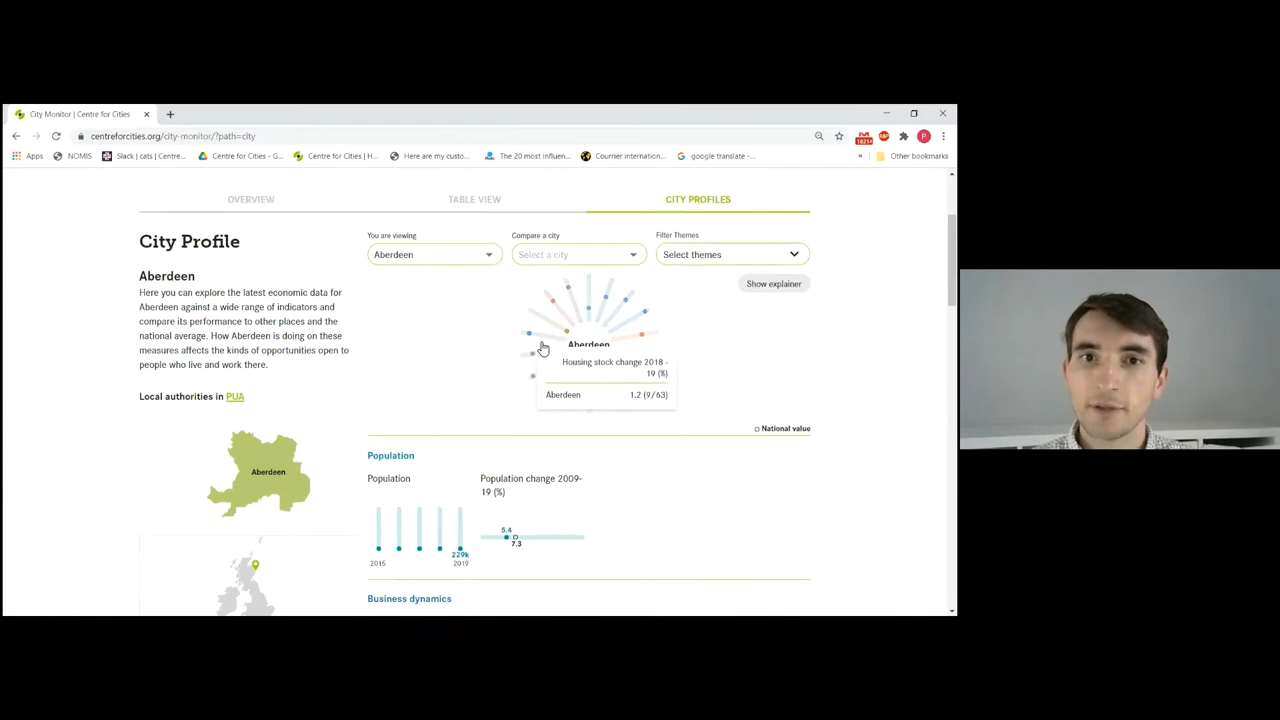 City Monitor | Centre for Cities
centreforcities.org/city-monitor/?path=city
18214
ABP
P
Apps
NOMIS
Slack | cats | Centre...
Centre for Cities - G...
Centre for Cities | H...
Here are my custo...
The 20 most Influen...
Courrier internation...
google translate -...
»
Other bookmarks
OVERVIEW
TABLE VIEW
CITY PROFILES
City Profile
Aberdeen
Here you can explore the latest economic data for
Aberdeen against a wide range of indicators and
compare its performance to other places and the
national average. How Aberdeen is doing on these
measures affects the kinds of opportunities open to
people who live and work there.
Local authorities in PUA
Aberdeen
You are viewing
Aberdeen
Compare a city
Select a city
Filter Themes
Select themes
Show explainer
Aberdeen
Housing stock change 2018 -
19 (%)
Aberdeen 1.2 (9/63)
National value
Population
Population
229k
2015 2019
Population change 2009-
19 (%)
5.4
7.3
Business dynamics